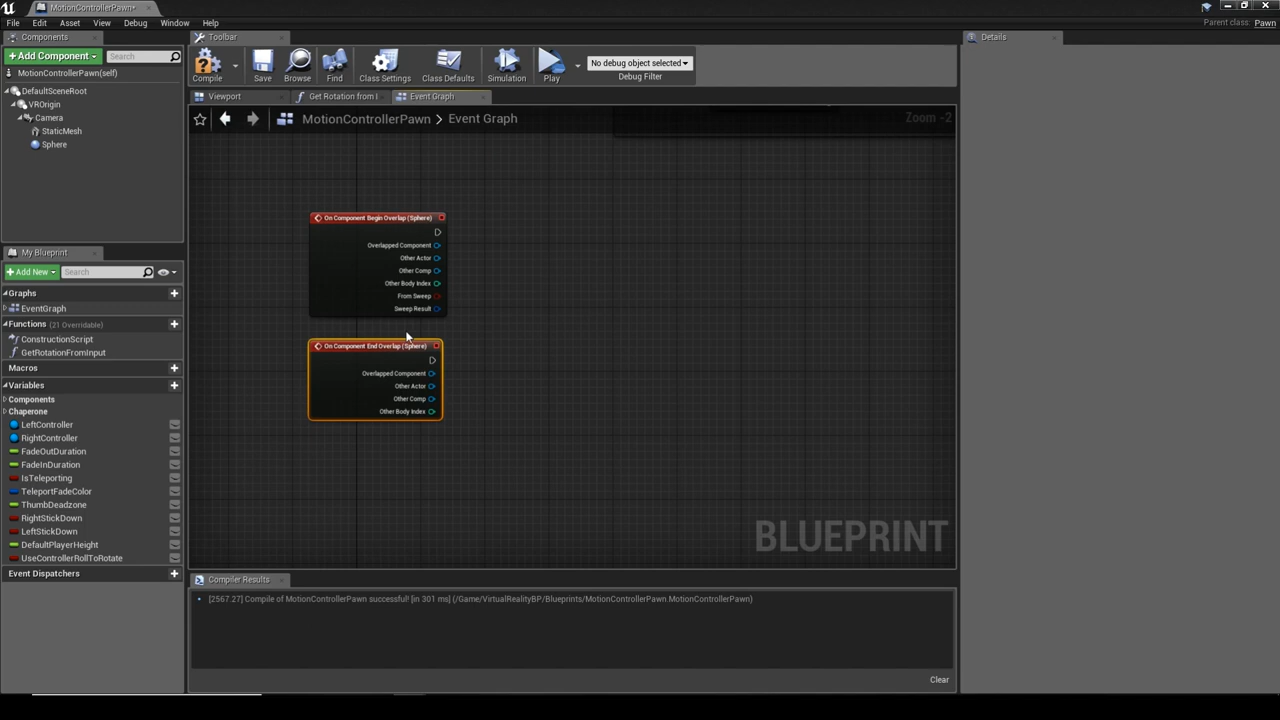 MotionControllerPawn*
File Edit Asset View Debug Window Help
Parent class: Pawn
Components
Toolbar
Details
+Add Component
Search
MotionControllerPawn(self)
DefaultSceneRoot
VROrigin
Camera
StaticMesh
Sphere
Compile
Save
Browse
Find
Class Settings
Class Defaults
Simulation
Play
No debug object selected
Debug Filter
Viewport
Get Rotation from I
Event Graph
MotionControllerPawn > Event Graph
Zoom -2
On Component Begin Overlap (Sphere)
Overlapped Component
Other Actor
Other Comp
Other Body Index
From Sweep
Sweep Result
On Component End Overlap (Sphere)
Overlapped Component
Other Actor
Other Comp
Other Body Index
BLUEPRINT
My Blueprint
+Add New
Search
Graphs
EventGraph
Functions (21 Overridable)
ConstructionScript
GetRotationFromInput
Macros
Variables
Components
Chaperone
LeftController
RightController
FadeOutDuration
FadeInDuration
IsTeleporting
TeleportFadeColor
ThumbDeadzone
RightStickDown
LeftStickDown
DefaultPlayerHeight
UseControllerRollToRotate
Event Dispatchers
Compiler Results
[2567.27] Compile of MotionControllerPawn successful! [in 301 ms] (/Game/VirtualRealityBP/Blueprints/MotionControllerPawn.MotionControllerPawn)
Clear